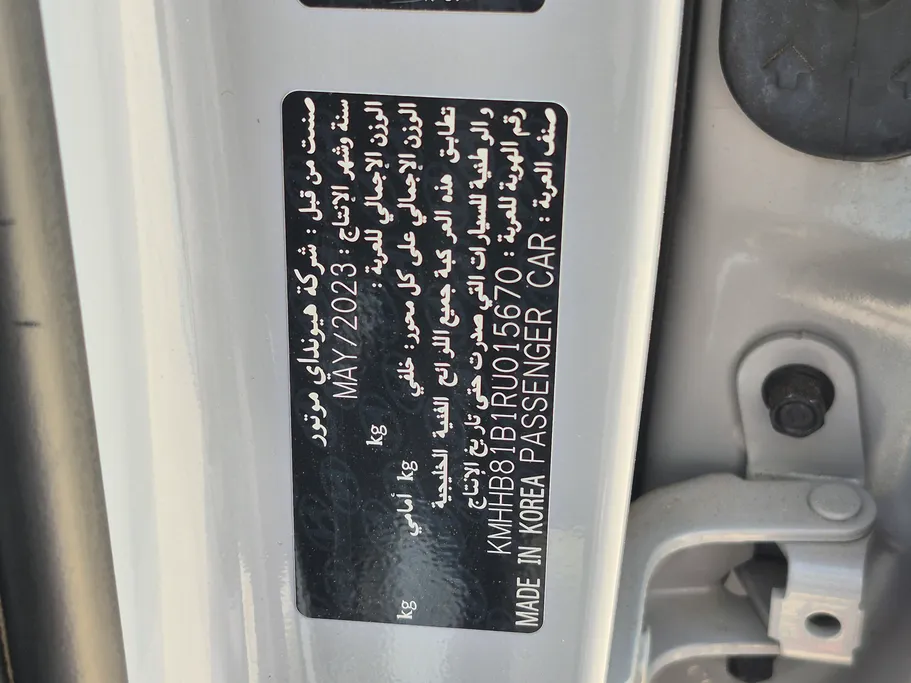 صنعت من قبل : شركة هيونداي موتور
سنة وشهر الإنتاج : MAY/2023
الوزن الإجمالي للعربة : kg
الوزن الإجمالي على كل محور: خلفي kg أمامي kg
تطابق هذه المركبة جميع اللوائح الفنية الخليجية
و الوطنية للسيارات التي صدرت حتى تاريخ الإنتاج
رقم الهوية للعربة : KMHHB81B1RU015670
صنف العربة : PASSENGER CAR MADE IN KOREA